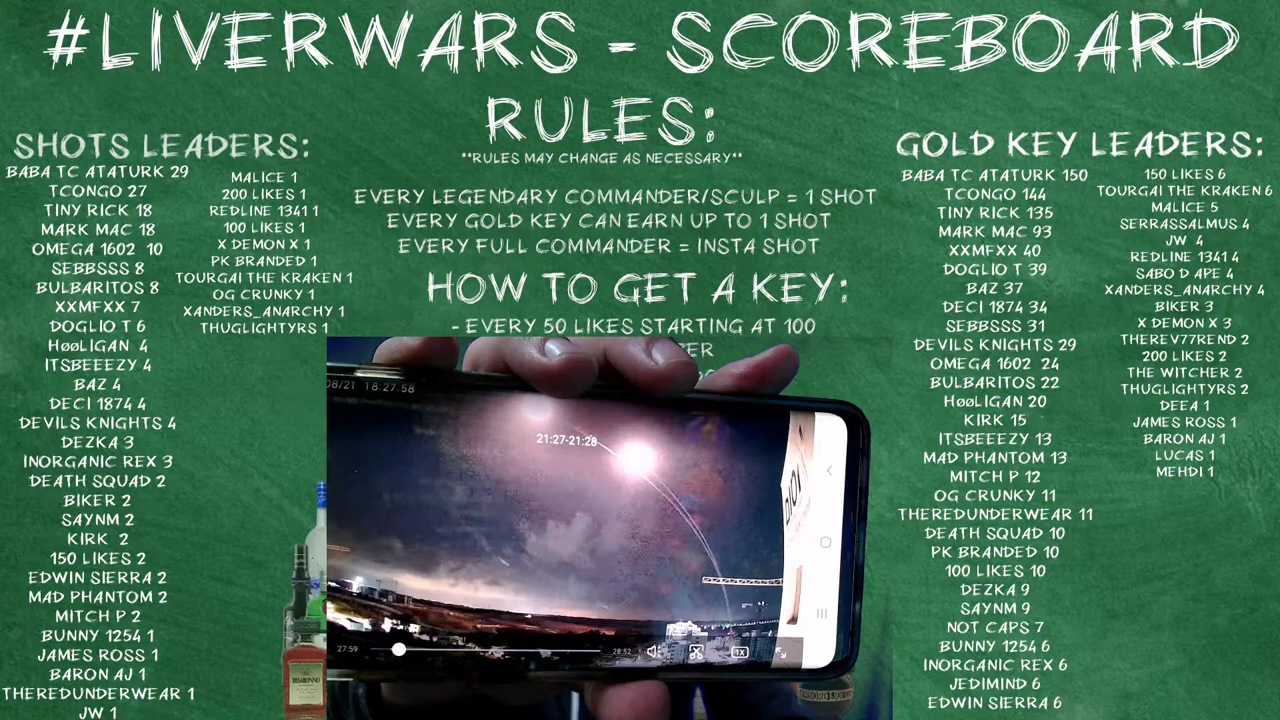 #LIVERWARS - SCOREBOARD
RULES:
**RULES MAY CHANGE AS NECESSARY**
EVERY LEGENDARY COMMANDER/SCULP = 1 SHOT
EVERY GOLD KEY CAN EARN UP TO 1 SHOT
EVERY FULL COMMANDER = INSTA SHOT
HOW TO GET A KEY:
- EVERY 50 LIKES STARTING AT 100
SHOTS LEADERS:
BABA TC ATATURK 29
TCONGO 27
TINY RICK 18
MARK MAC 18
OMEGA 1602 10
SEBBSSS 8
BULBARITOS 8
XXMFXX 7
DOGLIO T 6
HØØLIGAN 4
ITSBEEEZY 4
BAZ 4
DECI 1874 4
DEVILS KNIGHTS 4
DEZKA 3
INORGANIC REX 3
DEATH SQUAD 2
BIKER 2
SAYNM 2
KIRK 2
150 LIKES 2
EDWIN SIERRA 2
MAD PHANTOM 2
MITCH P 2
BUNNY 1254 1
JAMES ROSS 1
BARON AJ 1
THEREDUNDERWEAR 1
JW 1
MALICE 1
200 LIKES 1
REDLINE 1341 1
100 LIKES 1
X DEMON X 1
PK BRANDED 1
TOURGAI THE KRAKEN 1
OG CRUNKY 1
XANDERS_ANARCHY 1
THUGLIGHTYRS 1
08/21 18:27:58
21:27-21:28
27:59
28:52
1X
DISARONNO
GOLD KEY LEADERS:
BABA TC ATATURK 150
TCONGO 144
TINY RICK 135
MARK MAC 93
XXMFXX 40
DOGLIO T 39
BAZ 37
DECI 1874 34
SEBBSSS 31
DEVILS KNIGHTS 29
OMEGA 1602 24
BULBARITOS 22
HØØLIGAN 20
KIRK 15
ITSBEEEZY 13
MAD PHANTOM 13
MITCH P 12
OG CRUNKY 11
THEREDUNDERWEAR 11
DEATH SQUAD 10
PK BRANDED 10
100 LIKES 10
DEZKA 9
SAYNM 9
NOT CAPS 7
BUNNY 1254 6
INORGANIC REX 6
JEDIMIND 6
EDWIN SIERRA 6
150 LIKES 6
TOURGAI THE KRAKEN 6
MALICE 5
SERRASSALMUS 4
JW 4
REDLINE 1341 4
SABO D APE 4
XANDERS_ANARCHY 4
BIKER 3
X DEMON X 3
THEREV77REND 2
200 LIKES 2
THE WITCHER 2
THUGLIGHTYRS 2
DEEA 1
JAMES ROSS 1
BARON AJ 1
LUCAS 1
MEHDI 1